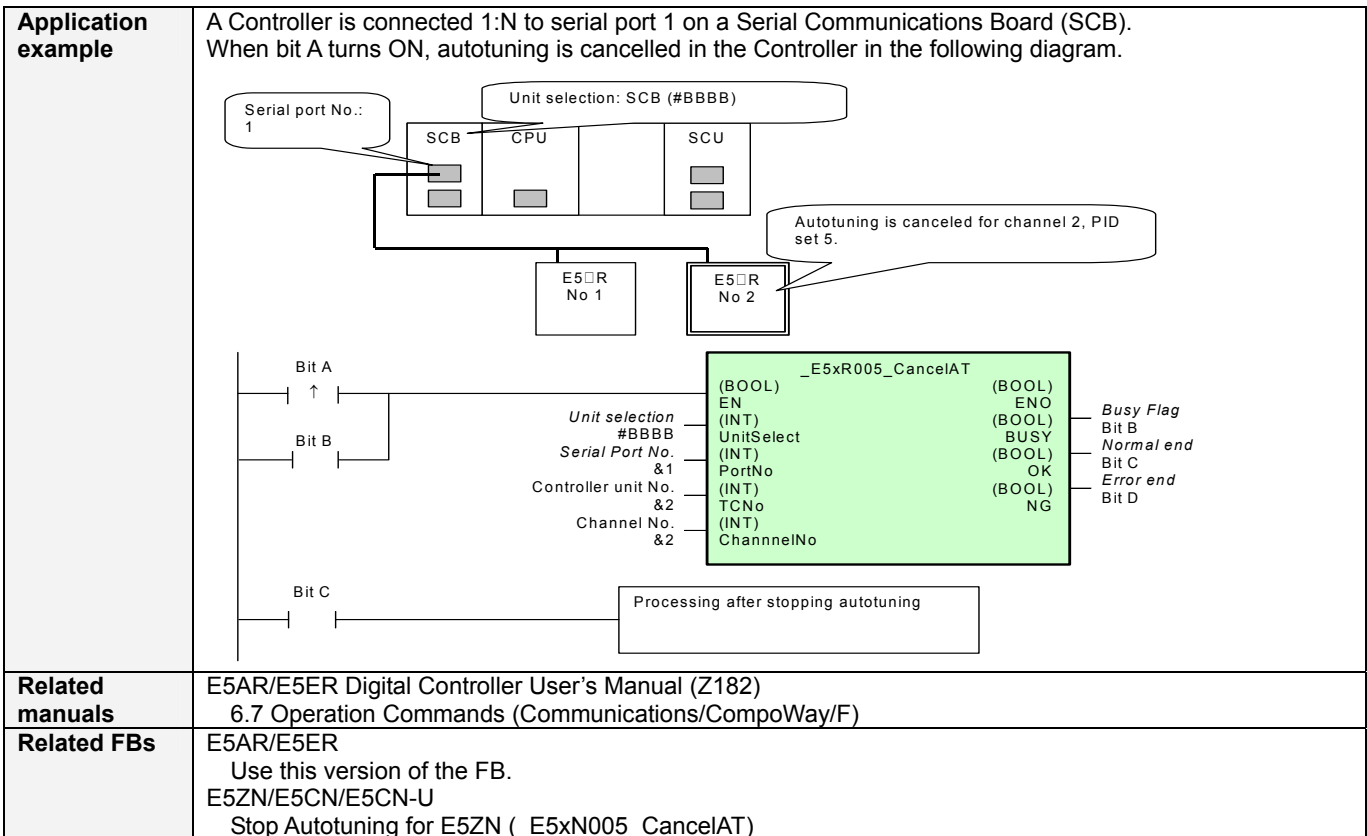 Application example
A Controller is connected 1:N to serial port 1 on a Serial Communications Board (SCB).
When bit A turns ON, autotuning is cancelled in the Controller in the following diagram.
Serial port No.:
1
Unit selection: SCB (#BBBB)
SCB
CPU
SCU
Autotuning is canceled for channel 2, PID
set 5.
E5□R
No 1
E5□R
No 2
Bit A
↑
Bit B
Unit selection
#BBBB
Serial Port No.
&1
Controller unit No.
&2
Channel No.
&2
_E5xR005_CancelAT
(BOOL) (BOOL)
EN ENO
(INT) (BOOL)
UnitSelect BUSY
(INT) (BOOL)
PortNo OK
(INT) (BOOL)
TCNo NG
(INT)
ChannnelNo
Busy Flag
Bit B
Normal end
Bit C
Error end
Bit D
Bit C
Processing after stopping autotuning
Related manuals
E5AR/E5ER Digital Controller User's Manual (Z182)
6.7 Operation Commands (Communications/CompoWay/F)
Related FBs
E5AR/E5ER
Use this version of the FB.
E5ZN/E5CN/E5CN-U
Stop Autotuning for E5ZN (_E5xN005_CancelAT)